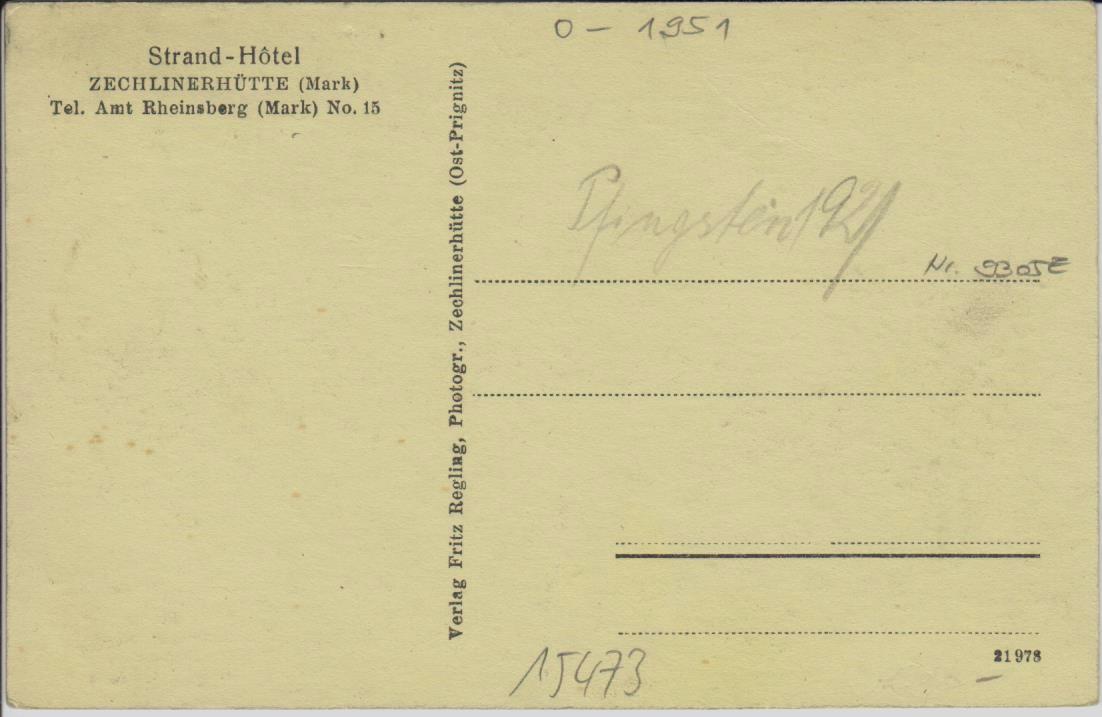 Strand-Hôtel
ZECHLINERHÜTTE (Mark)
Tel. Amt Rheinsberg (Mark) No. 15
Verlag Fritz Regling, Photogr., Zechlinerhütte (Ost-Prignitz)
0 - 1951
Pfingsten 1921
Nr. 9305E
21978
15473